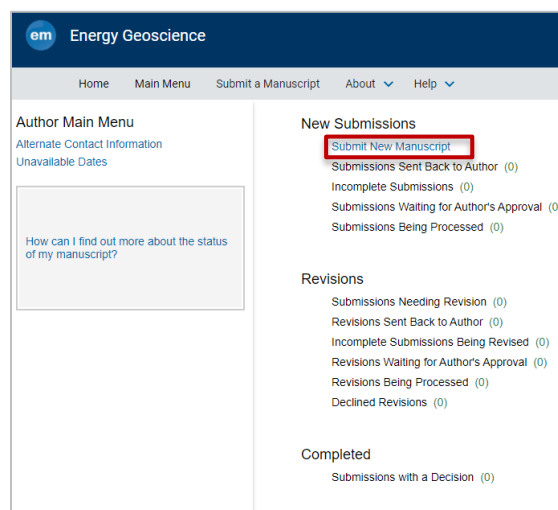 em Energy Geoscience
Home Main Menu Submit a Manuscript About Help
Author Main Menu
Alternate Contact Information
Unavailable Dates
How can I find out more about the status
of my manuscript?
New Submissions
Submit New Manuscript
Submissions Sent Back to Author (0)
Incomplete Submissions (0)
Submissions Waiting for Author's Approval (0
Submissions Being Processed (0)
Revisions
Submissions Needing Revision (0)
Revisions Sent Back to Author (0)
Incomplete Submissions Being Revised (0)
Revisions Waiting for Author's Approval (0)
Revisions Being Processed (0)
Declined Revisions (0)
Completed
Submissions with a Decision (0)